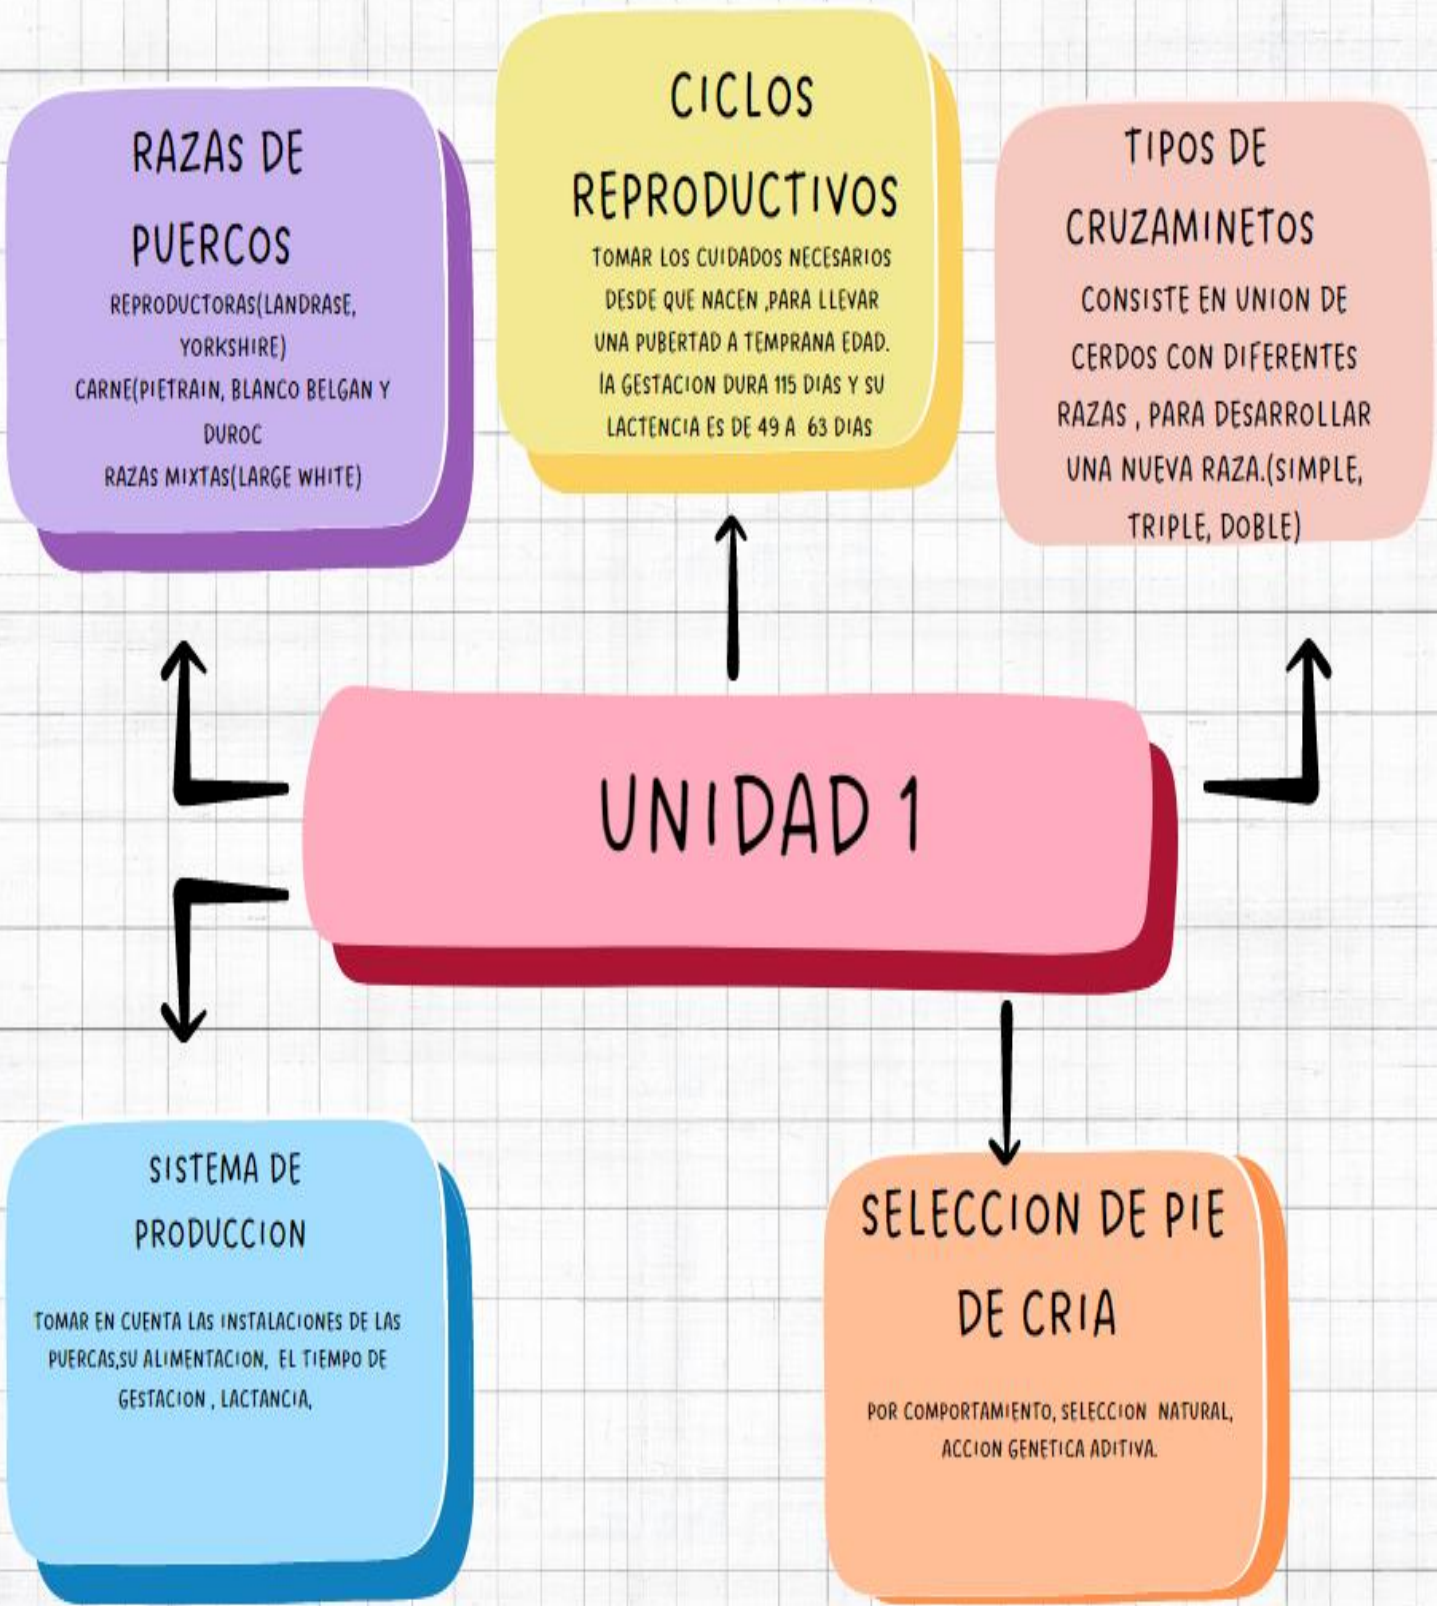 RAZAS DE
PUERCOS
REPRODUCTORAS(LANDRASE,
YORKSHIRE)
CARNE(PIETRAIN, BLANCO BELGAN Y
DUROC
RAZAS MIXTAS(LARGE WHITE)
CICLOS
REPRODUCTIVOS
TOMAR LOS CUIDADOS NECESARIOS
DESDE QUE NACEN ,PARA LLEVAR
UNA PUBERTAD A TEMPRANA EDAD.
lA GESTACION DURA 115 DIAS Y SU
LACTENCIA ES DE 49 A 63 DIAS
TIPOS DE
CRUZAMINETOS
CONSISTE EN UNION DE
CERDOS CON DIFERENTES
RAZAS , PARA DESARROLLAR
UNA NUEVA RAZA.(SIMPLE,
TRIPLE, DOBLE)
UNIDAD 1
SISTEMA DE
PRODUCCION
TOMAR EN CUENTA LAS INSTALACIONES DE LAS
PUERCAS,SU ALIMENTACION, EL TIEMPO DE
GESTACION , LACTANCIA,
SELECCION DE PIE
DE CRIA
POR COMPORTAMIENTO, SELECCION NATURAL,
ACCION GENETICA ADITIVA.